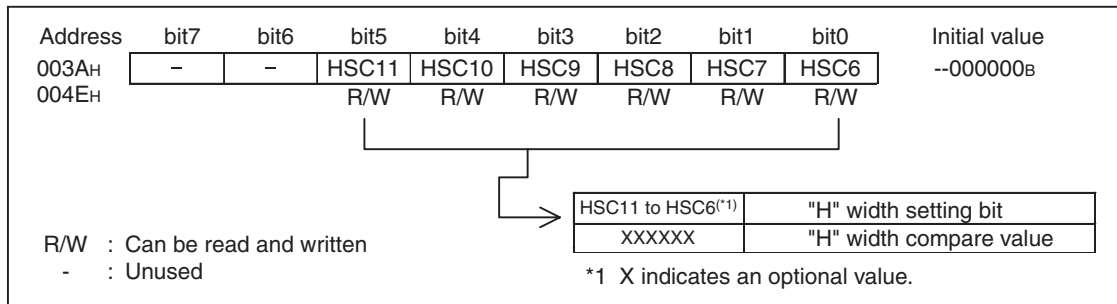 Address bit7 bit6 bit5 bit4 bit3 bit2 bit1 bit0 Initial value
003AH – – HSC11 HSC10 HSC9 HSC8 HSC7 HSC6 --000000B
004EH R/W R/W R/W R/W R/W R/W
HSC11 to HSC6(*1) "H" width setting bit
XXXXXX "H" width compare value
R/W : Can be read and written
- : Unused
*1 X indicates an optional value.